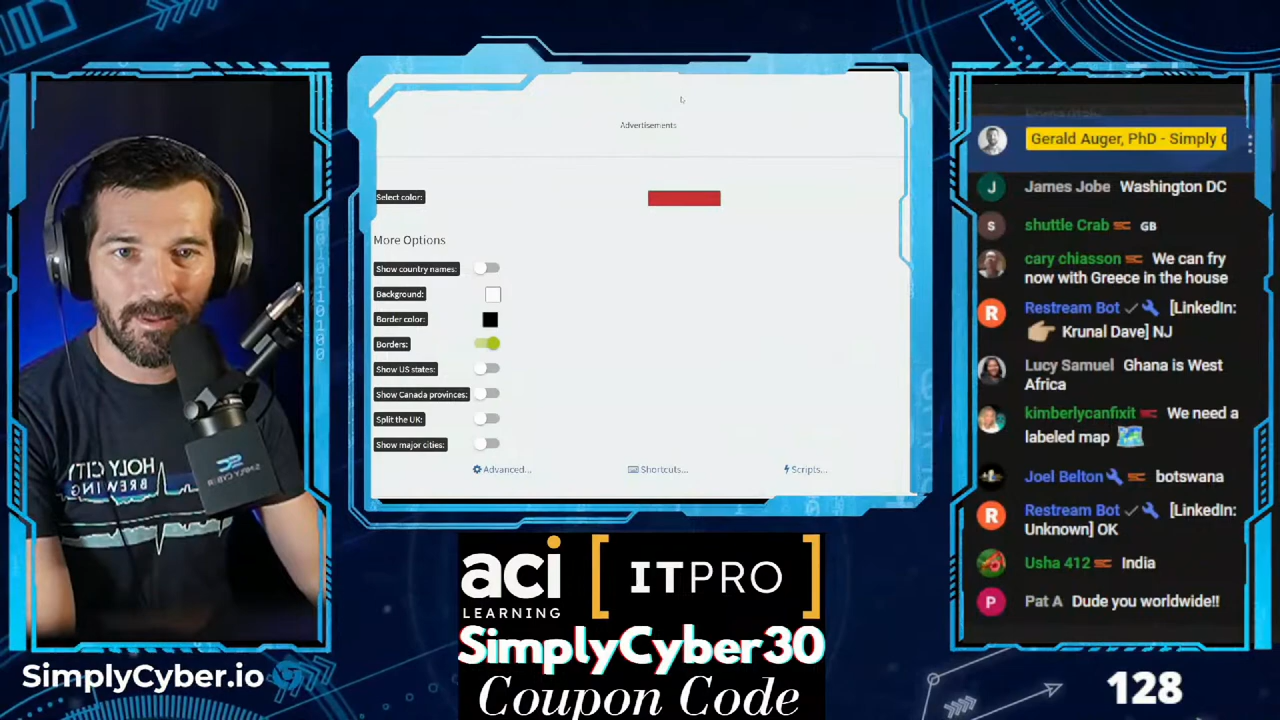 Advertisements
Select color:
More Options
Show country names:
Background:
Border color:
Borders:
Show US states:
Show Canada provinces:
Split the UK:
Show major cities:
Advanced...
Shortcuts...
Scripts...
HOLY CITY
BREWING
SIMPLY CYBER
Gerald Auger, PhD - Simply C
J
James Jobe Washington DC
s
shuttle Crab GB
cary chiasson We can fry
now with Greece in the house
R
Restream Bot [LinkedIn:
Krunal Dave] NJ
Lucy Samuel Ghana is West
Africa
kimberlycanfixit We need a
labeled map
Joel Belton botswana
R
Restream Bot [LinkedIn:
Unknown] OK
Usha 412 India
P
Pat A Dude you worldwide!!
aci
LEARNING
[ITPRO]
SimplyCyber30
Coupon Code
SimplyCyber.io
128